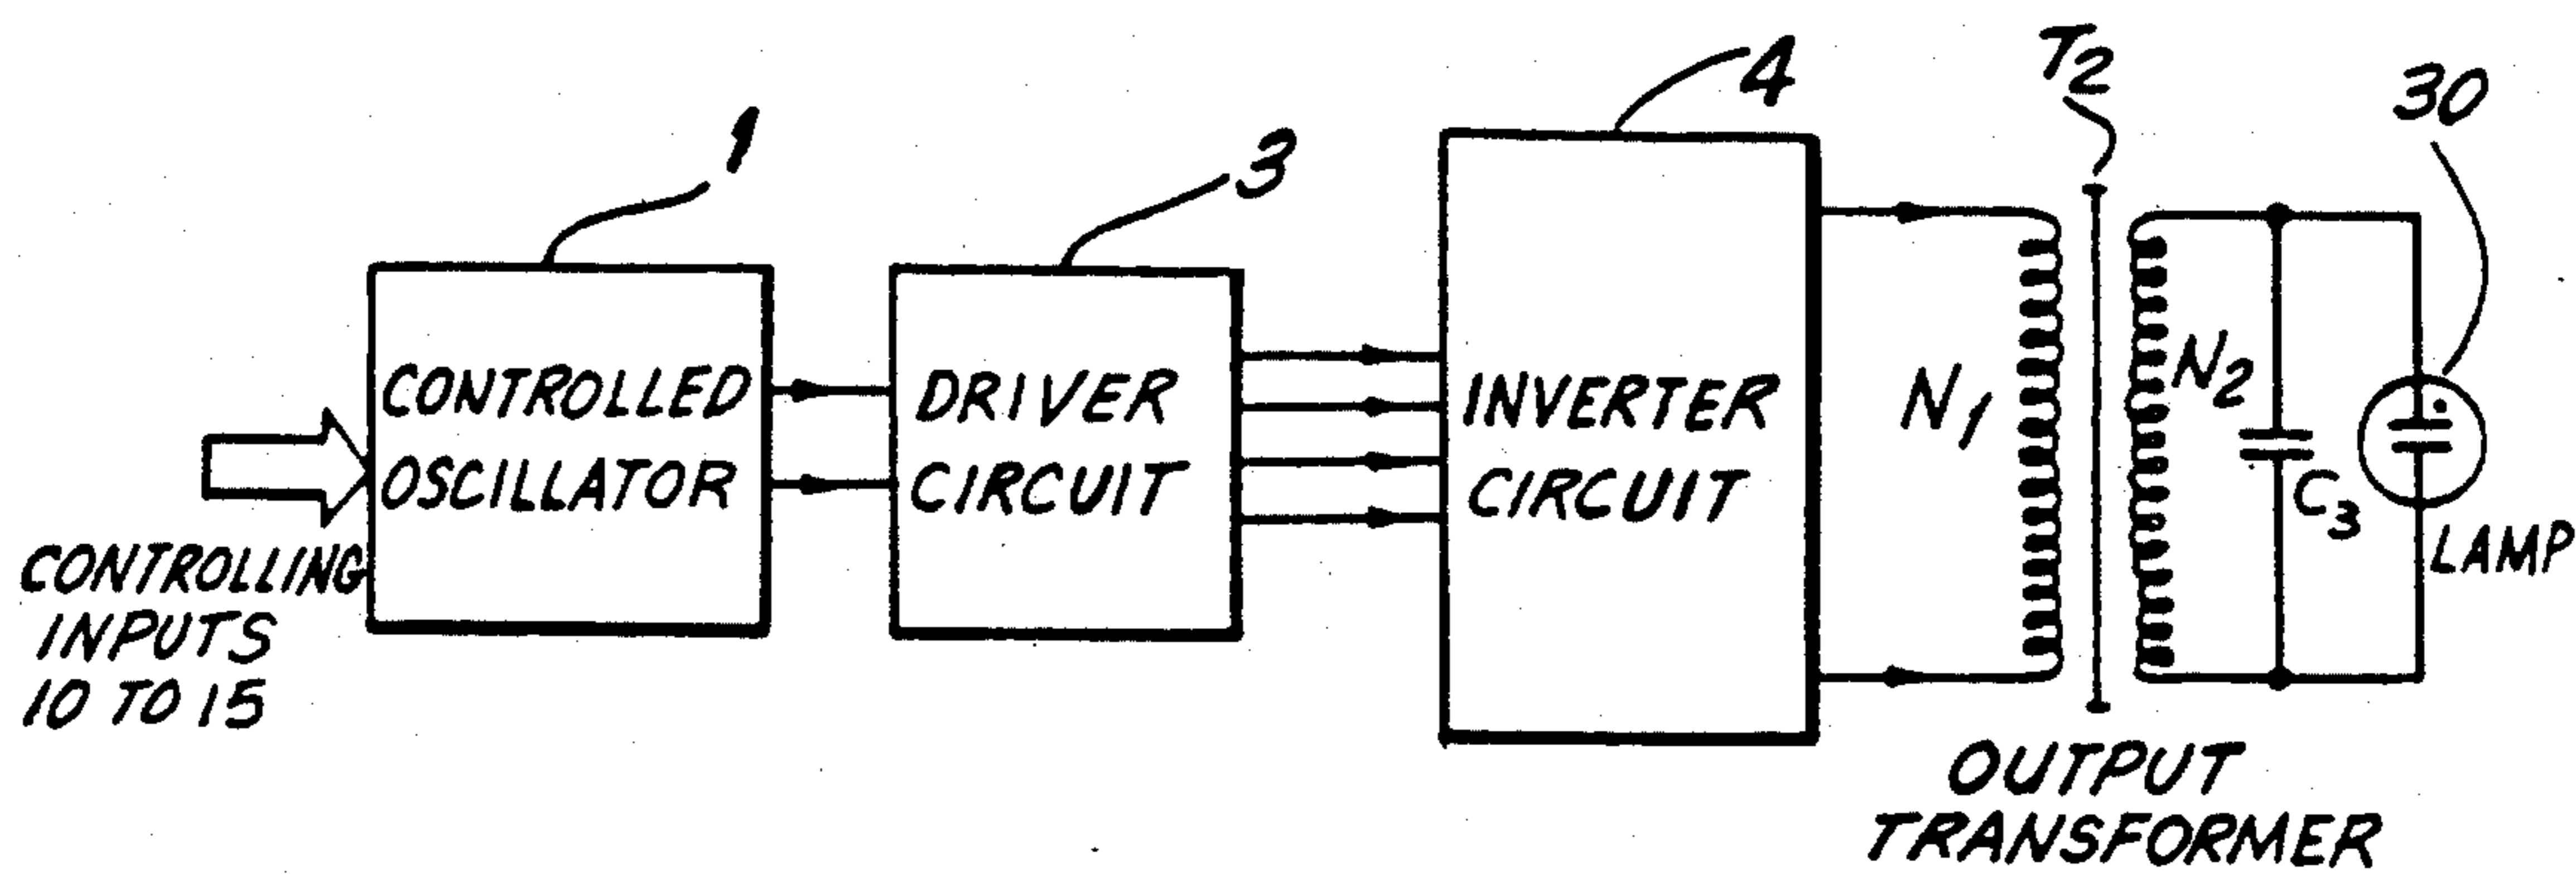 1
3
4
T2
30
CONTROLLED
OSCILLATOR
DRIVER
CIRCUIT
INVERTER
CIRCUIT
N1
N2
C3
LAMP
CONTROLLING
INPUTS
10 TO 15
OUTPUT
TRANSFORMER